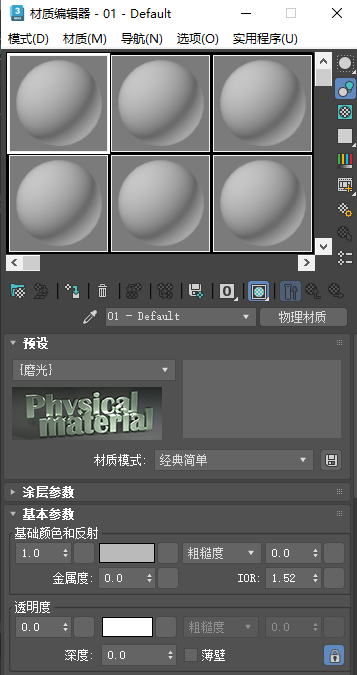 材质编辑器 - 01 - Default
模式(D) 材质(M) 导航(N) 选项(O) 实用程序(U)
01 - Default 物理材质
预设
{磨光}
Physical material
材质模式: 经典简单
涂层参数
基本参数
基础颜色和反射
1.0 粗糙度 0.0
金属度: 0.0 IOR: 1.52
透明度
0.0 粗糙度 0.0
深度: 0.0 薄壁